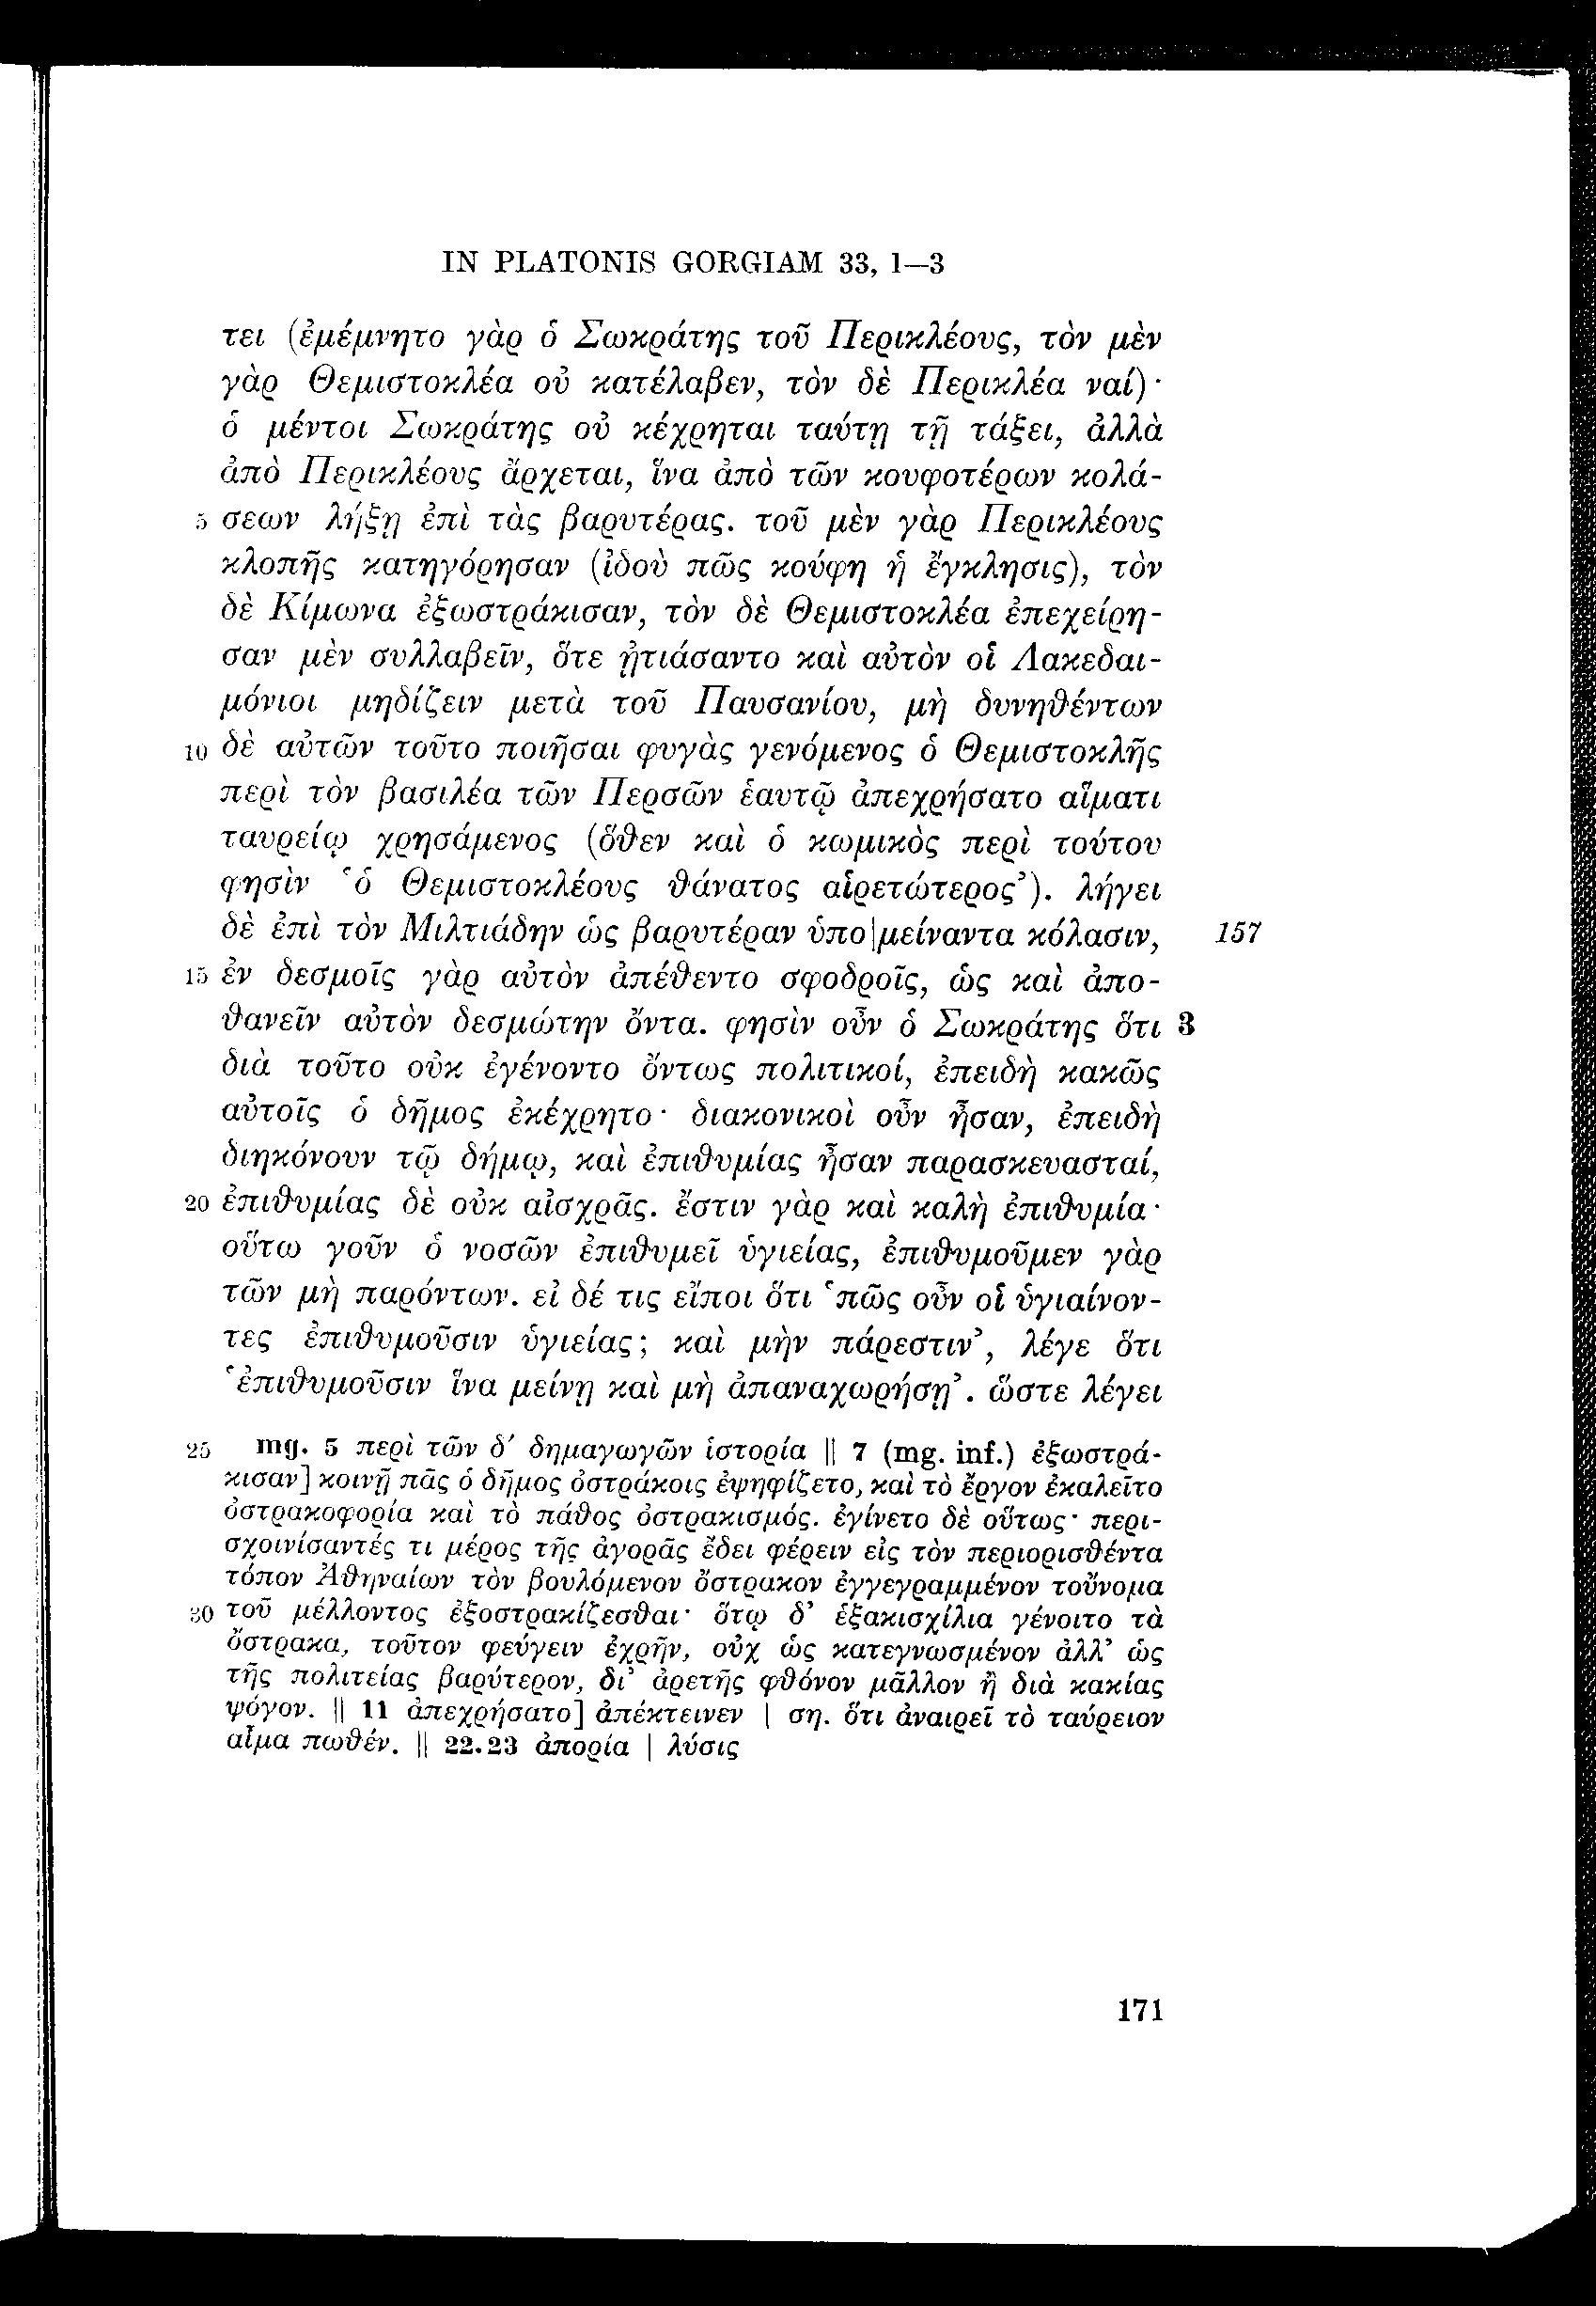 IN PLATONIS GORGIAM 33, 1—3
τει (ἐμέμνητο γὰρ ὁ Σωκράτης τοῦ Περικλέους, τὸν μὲν
γὰρ Θεμιστοκλέα οὐ κατέλαβεν, τὸν δὲ Περικλέα ναί)·
ὁ μέντοι Σωκράτης οὐ κέχρηται ταύτῃ τῇ τάξει, ἀλλὰ
ἀπὸ Περικλέους ἄρχεται, ἵνα ἀπὸ τῶν κουφοτέρων κολά-
5 σεων λήξῃ ἐπὶ τὰς βαρυτέρας. τοῦ μὲν γὰρ Περικλέους
κλοπῆς κατηγόρησαν (ἰδοὺ πῶς κούφη ἡ ἔγκλησις), τὸν
δὲ Κίμωνα ἐξωστράκισαν, τὸν δὲ Θεμιστοκλέα ἐπεχείρη-
σαν μὲν συλλαβεῖν, ὅτε ᾐτιάσαντο καὶ αὐτὸν οἱ Λακεδαι-
μόνιοι μηδίζειν μετὰ τοῦ Παυσανίου, μὴ δυνηθέντων
10 δὲ αὐτῶν τοῦτο ποιῆσαι φυγὰς γενόμενος ὁ Θεμιστοκλῆς
περὶ τὸν βασιλέα τῶν Περσῶν ἑαυτῷ ἀπεχρήσατο αἵματι
ταυρείῳ χρησάμενος (ὅθεν καὶ ὁ κωμικὸς περὶ τούτου
φησὶν ‘ὁ Θεμιστοκλέους θάνατος αἱρετώτερος’). λήγει
δὲ ἐπὶ τὸν Μιλτιάδην ὡς βαρυτέραν ὑπο|μείναντα κόλασιν, 157
15 ἐν δεσμοῖς γὰρ αὐτὸν ἀπέθεντο σφοδροῖς, ὡς καὶ ἀπο-
θανεῖν αὐτὸν δεσμώτην ὄντα. φησὶν οὖν ὁ Σωκράτης ὅτι 3
διὰ τοῦτο οὐκ ἐγένοντο ὄντως πολιτικοί, ἐπειδὴ κακῶς
αὐτοῖς ὁ δῆμος ἐκέχρητο· διακονικοὶ οὖν ἦσαν, ἐπειδὴ
διηκόνουν τῷ δήμῳ, καὶ ἐπιθυμίας ἦσαν παρασκευασταί,
20 ἐπιθυμίας δὲ οὐκ αἰσχρᾶς. ἔστιν γὰρ καὶ καλὴ ἐπιθυμία·
οὕτω γοῦν ὁ νοσῶν ἐπιθυμεῖ ὑγιείας, ἐπιθυμοῦμεν γὰρ
τῶν μὴ παρόντων. εἰ δέ τις εἴποι ὅτι ‘πῶς οὖν οἱ ὑγιαίνον-
τες ἐπιθυμοῦσιν ὑγιείας; καὶ μὴν πάρεστιν’, λέγε ὅτι
‘ἐπιθυμοῦσιν ἵνα μείνῃ καὶ μὴ ἀπαναχωρήσῃ’. ὥστε λέγει
25 mg. 5 περὶ τῶν δ′ δημαγωγῶν ἱστορία || 7 (mg. inf.) ἐξωστρά-
κισαν] κοινῇ πᾶς ὁ δῆμος ὀστράκοις ἐψηφίζετο, καὶ τὸ ἔργον ἐκαλεῖτο
ὀστρακοφορία καὶ τὸ πάθος ὀστρακισμός. ἐγίνετο δὲ οὕτως· περι-
σχοινίσαντές τι μέρος τῆς ἀγορᾶς ἔδει φέρειν εἰς τὸν περιορισθέντα
τόπον Ἀθηναίων τὸν βουλόμενον ὄστρακον ἐγγεγραμμένον τοὔνομα
30 τοῦ μέλλοντος ἐξοστρακίζεσθαι· ὅτῳ δ’ ἑξακισχίλια γένοιτο τὰ
ὄστρακα, τοῦτον φεύγειν ἐχρῆν, οὐχ ὡς κατεγνωσμένον ἀλλ’ ὡς
τῆς πολιτείας βαρύτερον, δι’ ἀρετῆς φθόνον μᾶλλον ἢ διὰ κακίας
ψόγον. || 11 ἀπεχρήσατο] ἀπέκτεινεν | ση. ὅτι ἀναιρεῖ τὸ ταύρειον
αἷμα πωθέν. || 22.23 ἀπορία | λύσις
171